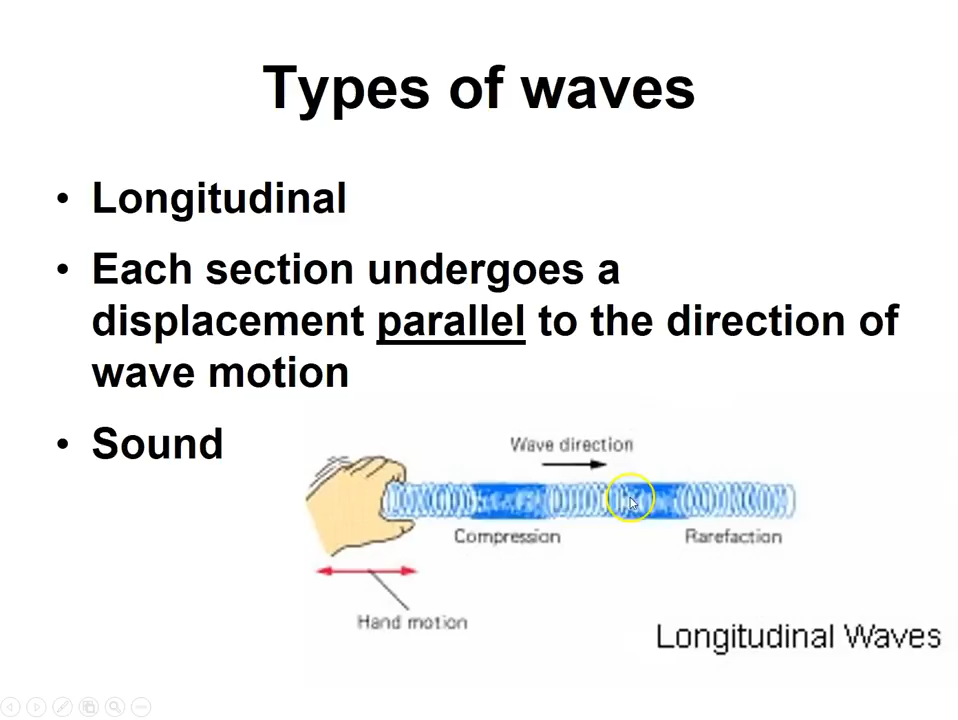 Types of waves
• Longitudinal
• Each section undergoes a
displacement parallel to the direction of
wave motion
• Sound
Wave direction
Compression
Rarefaction
Hand motion
Longitudinal Waves